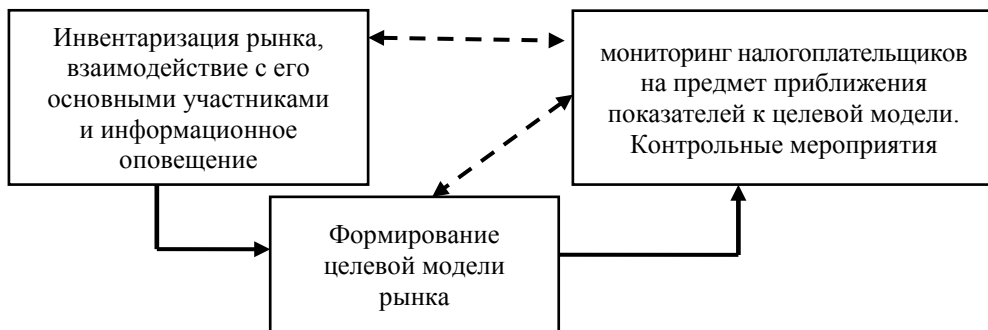 Инвентаризация рынка,
взаимодействие с его
основными участниками
и информационное
оповещение
мониторинг налогоплательщиков
на предмет приближения
показателей к целевой модели.
Контрольные мероприятия
Формирование
целевой модели
рынка